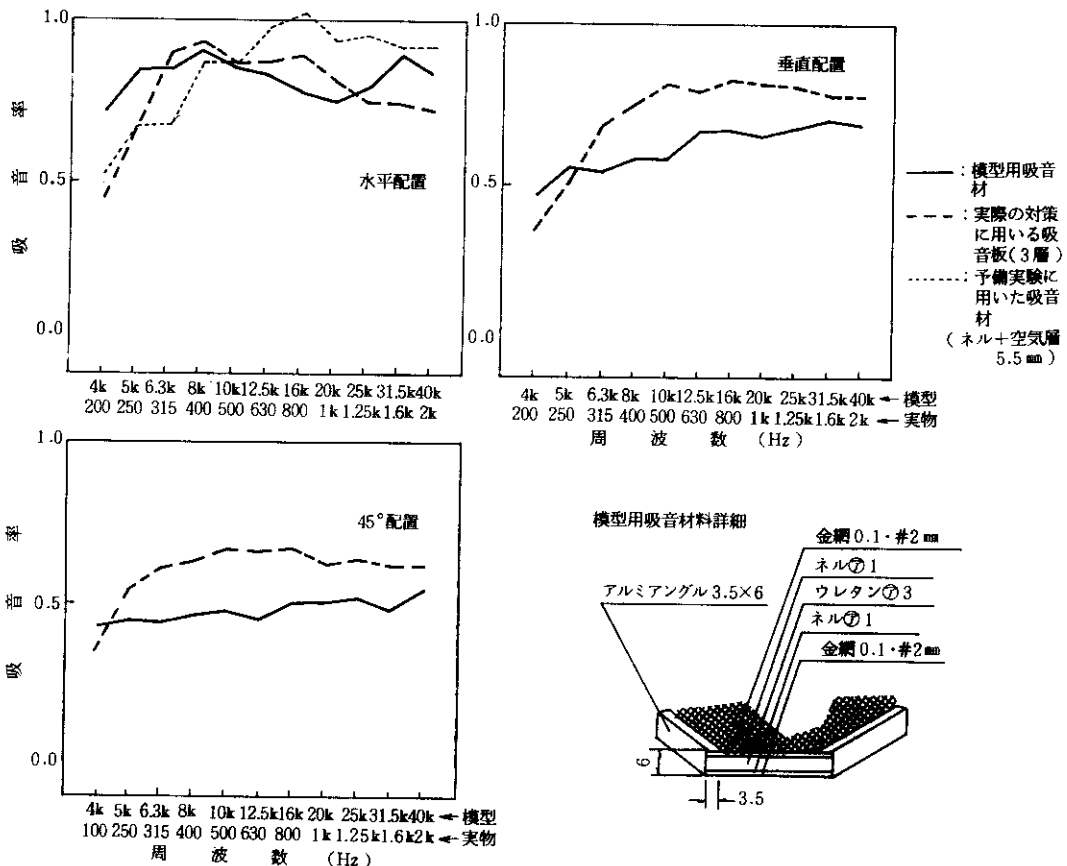 1.0
吸音率
0.5
0.0
水平配置
4k 5k 6.3k 8k 10k 12.5k 16k 20k 25k 31.5k 40k
200 250 315 400 500 630 800 1k 1.25k 1.6k 2k
1.0
0.5
0.0
垂直配置
4k 5k 6.3k 8k 10k 12.5k 16k 20k 25k 31.5k 40k ← 模型
200 250 315 400 500 630 800 1k 1.25k 1.6k 2k ← 実物
周波数 (Hz)
: 模型用吸音
材
: 実際の対策
に用いる吸
音板(3層)
: 予備実験に
用いた吸音
材
(ネル+空気層
5.5㎜)
1.0
吸音率
0.5
0.0
45°配置
4k 5k 6.3k 8k 10k 12.5k 16k 20k 25k 31.5k 40k ← 模型
100 250 315 400 500 630 800 1k 1.25k 1.6k 2k ← 実物
周波数 (Hz)
模型用吸音材料詳細
金網0.1・#2㎜
ネル㋐1
アルミアングル3.5×6
ウレタン㋐3
ネル㋐1
金網0.1・#2㎜
6
3.5